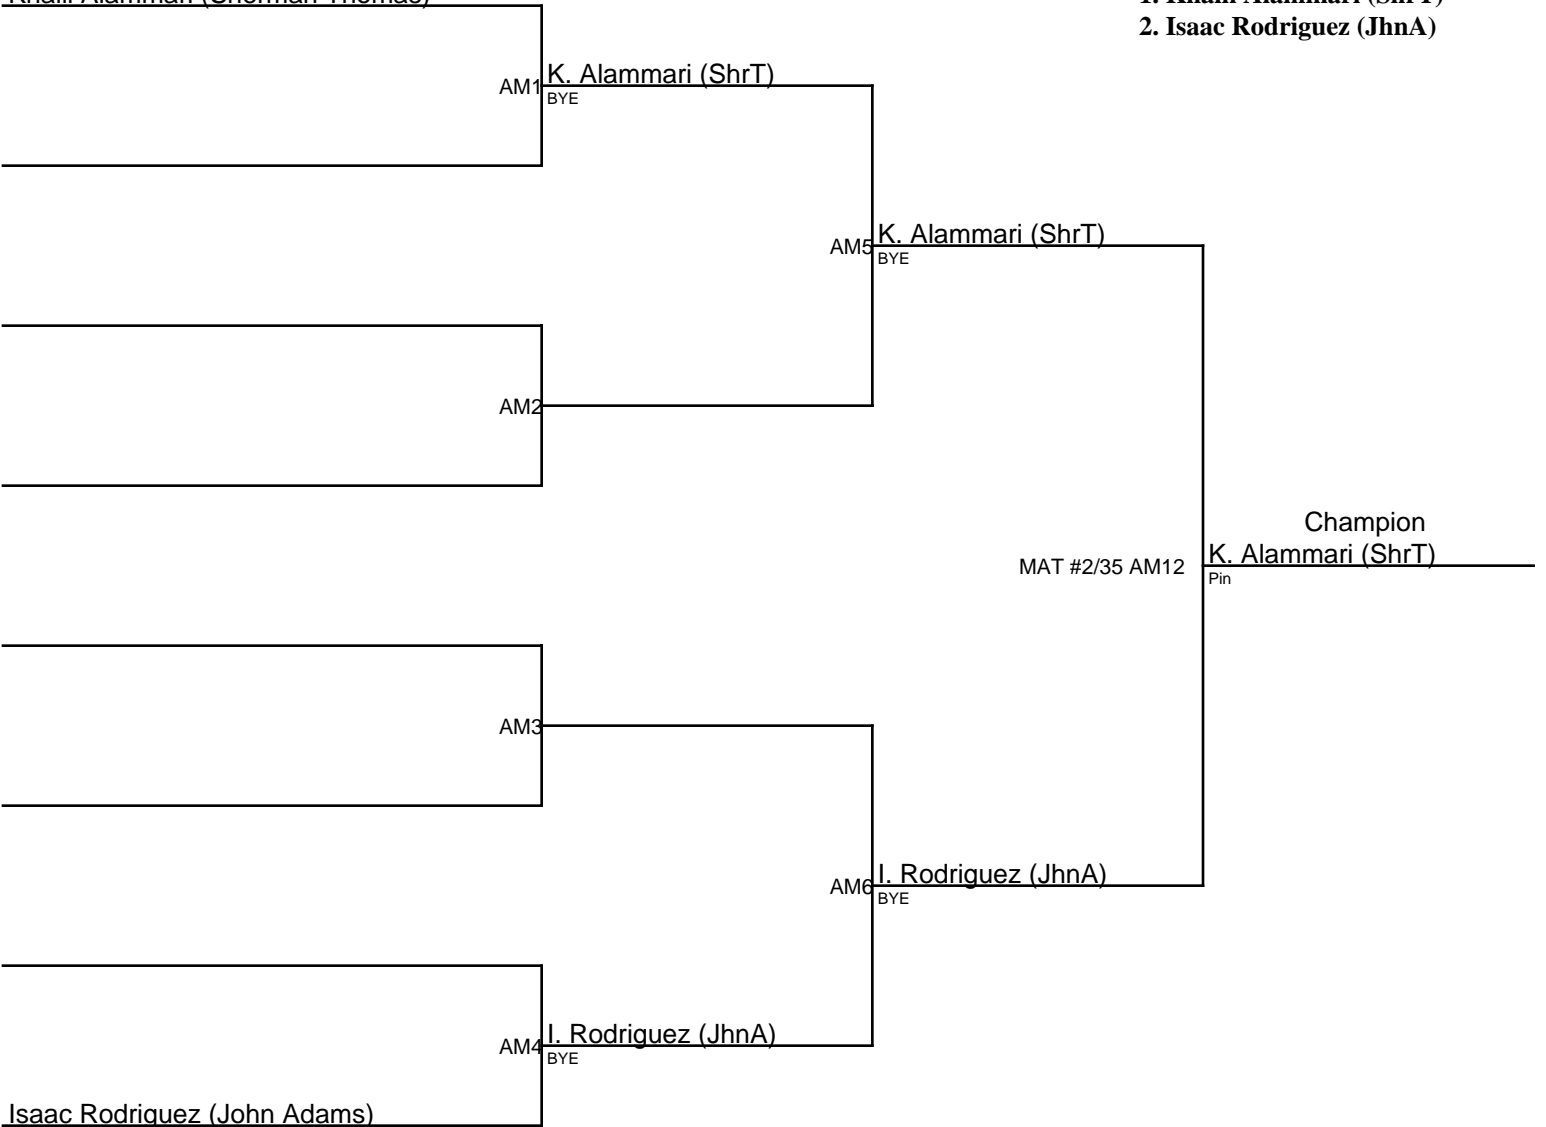 Khalil Alammari (Sherman Thomas)
1. Khalil Alammari (ShrT)
2. Isaac Rodriguez (JhnA)
AM1 K. Alammari (ShrT)
BYE
AM5 K. Alammari (ShrT)
BYE
AM2
Champion
MAT #2/35 AM12 K. Alammari (ShrT)
Pin
AM3
AM6 I. Rodriguez (JhnA)
BYE
AM4 I. Rodriguez (JhnA)
BYE
Isaac Rodriguez (John Adams)